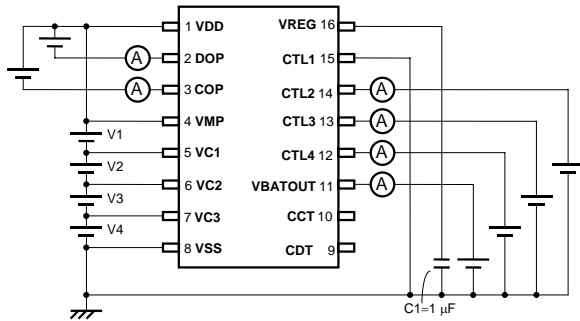 1 VDD
2 DOP
3 COP
4 VMP
5 VC1
6 VC2
7 VC3
8 VSS
VREG 16
CTL1 15
CTL2 14
CTL3 13
CTL4 12
VBATOUT 11
CCT 10
CDT 9
A
A
A
A
A
A
V1
V2
V3
V4
C1=1 μF